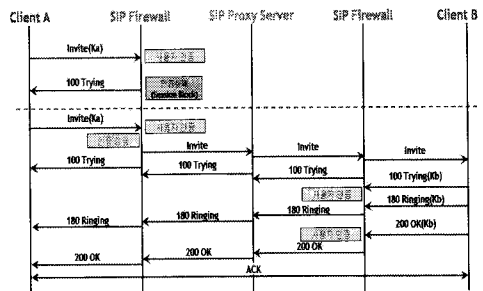 Client A
SIP Firewall
SIP Proxy Server
SIP Firewall
Client B
Invite(Ka)
100 Trying
(Session Block)
Invite(Ka)
Invite
Invite
Invite
100 Trying
100 Trying
100 Trying
100 Trying(Kb)
180 Ringing(Kb)
180 Ringing
180 Ringing
180 Ringing
200 OK(Kb)
200 OK
200 OK
200 OK
ACK